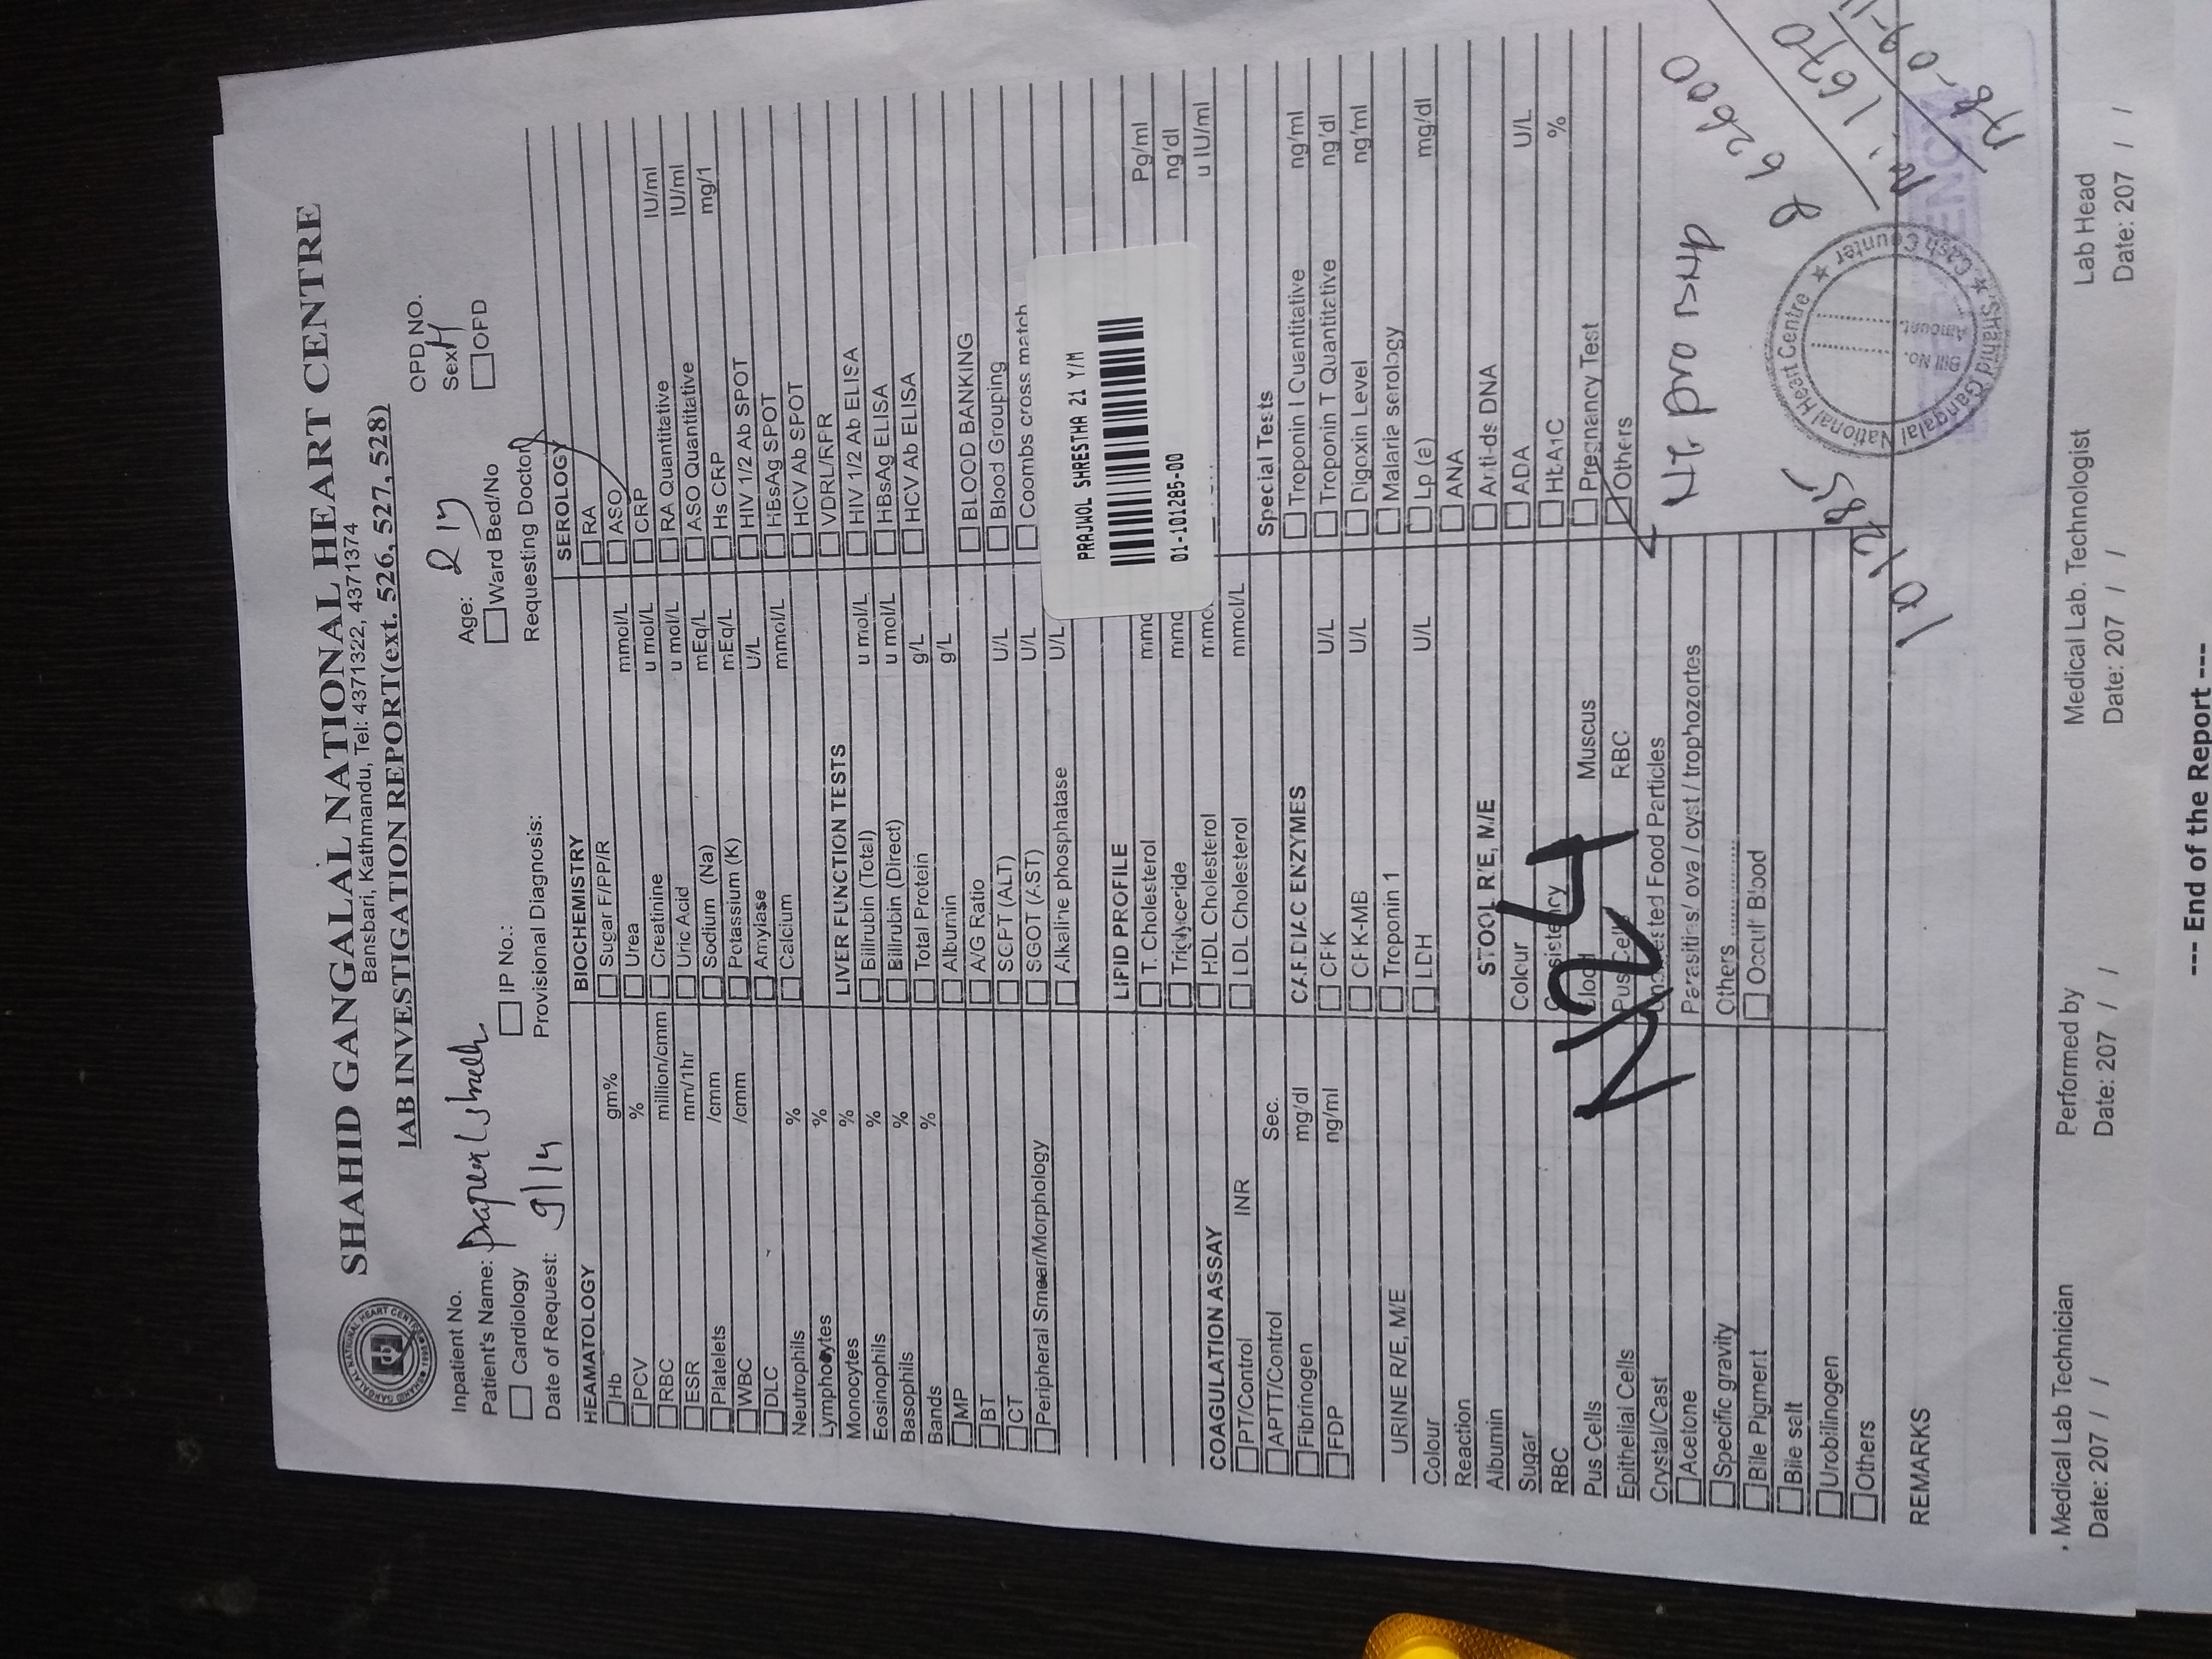 SHAHID GANGALAL NATIONAL HEART CENTRE
Bansbari, Kathmandu, Tel: 4371322, 4371374
LAB INVESTIGATION REPORT(ext. 526, 527, 528)
Inpatient No.
Age: 21y
OPD NO.
Patient's Name:
Sex: M
Cardiology
IP No.:
Ward Bed/No
OPD
Date of Request: 9/14
Provisional Diagnosis:
Requesting Doctor
HEAMATOLOGY
Hb gm%
PCV %
RBC million/cmm
ESR mm/1hr
Platelets /cmm
WBC /cmm
DLC
Neutrophils %
Lymphocytes %
Monocytes %
Eosinophils %
Basophils %
Bands %
MP
BT
CT
Peripheral Smear/Morphology
COAGULATION ASSAY
PT/Control INR
APTT/Control Sec.
Fibrinogen mg/dl
FDP ng/ml
URINE R/E, M/E
Colour
Reaction
Albumin
Sugar
RBC
Pus Cells
Epithelial Cells
Crystal/Cast
Acetone
Specific gravity
Bile Pigment
Bile salt
Urobilinogen
Others
BIOCHEMISTRY
Sugar F/PP/R
Urea mmol/L
Creatinine u mol/L
Uric Acid u mol/L
Sodium (Na) mEq/L
Potassium (K) mEq/L
Amylase U/L
Calcium mmol/L
LIVER FUNCTION TESTS
Billrubin (Total) u mol/L
Billrubin (Direct) u mol/L
Total Protein g/L
Albumin g/L
A/G Ratio
SGPT (ALT) U/L
SGOT (AST) U/L
Alkaline phosphatase U/L
LIPID PROFILE
T. Cholesterol mmo
Triglyceride mmo
HDL Cholesterol mmo
LDL Cholesterol mmol/L
CARDIAC ENZYMES
CFK U/L
CFK-MB U/L
Troponin 1
LDH U/L
STOOL R/E, M/E
Colour
Consistency
Blood Muscus
Pus Cells RBC
Undigested Food Particles
Parasities/ ova / cyst / trophozortes
Others ..............
Occult Blood
N24
SEROLOGY
RA
ASO
CRP
RA Quantitative IU/ml
ASO Quantitative IU/ml
Hs CRP mg/1
HIV 1/2 Ab SPOT
HBsAg SPOT
HCV Ab SPOT
VDRL/RPR
HIV 1/2 Ab ELISA
HBsAg ELISA
HCV Ab ELISA
BLOOD BANKING
Blood Grouping
Coombs cross match
PRAJWOL SHRESTHA 21 Y/M
01-101285-00
Pg/ml
ng/dl
u IU/ml
Special Tests
Troponin I Quantitative ng/ml
Troponin T Quantitative ng/dl
Digoxin Level ng/ml
Malaria serology
Lp (a) mg/dl
ANA
Anti-ds DNA
ADA U/L
HbA1C %
Pregnancy Test
Others
NT. pro BNP
101285
62600
1670
REMARKS
Shahid Gangalal National Heart Centre
Bill No. ..............
Amount. ..............
Cash Counter
Medical Lab Technician
Performed by
Medical Lab. Technologist
Lab Head
Date: 207 / /
Date: 207 / /
Date: 207 / /
Date: 207 / /
--- End of the Report ---